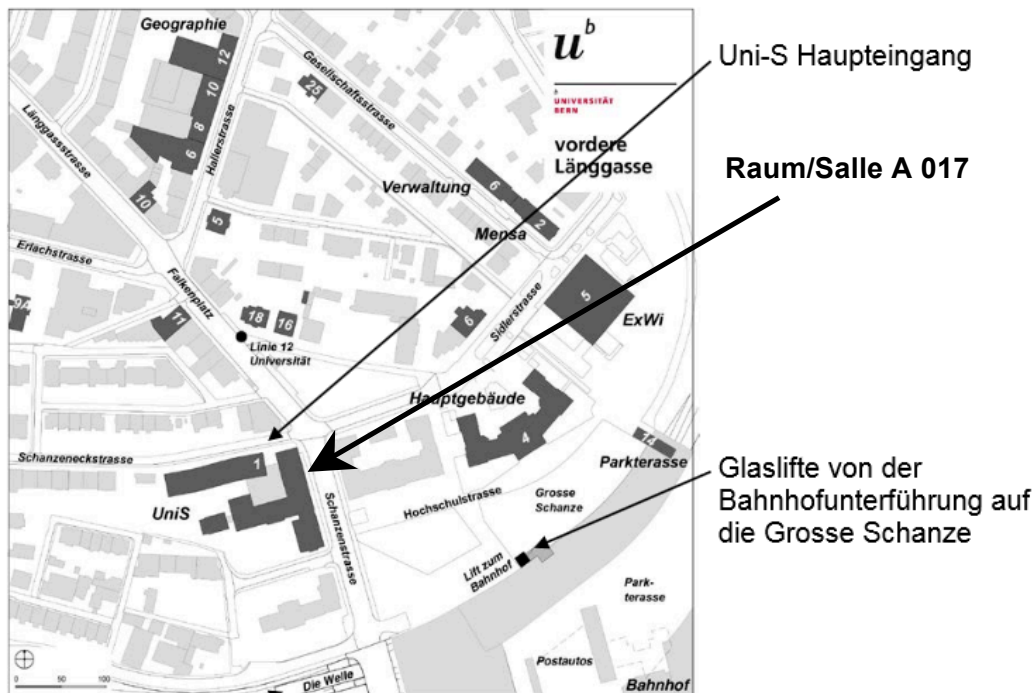 Geographie
12
10
8
6
Hallerstrasse
Länggassstrasse
25
Gesellschaftsstrasse
u
b
b
UNIVERSITÄT
BERN
vordere
Länggasse
Uni-S Haupteingang
Raum/Salle A 017
Verwaltung
6
2
Mensa
10
5
Erlachstrasse
Falkenplatz
9A
11
18
16
Linie 12
Universität
6
Sidlerstrasse
5
ExWi
Hauptgebäude
4
14
Parkterasse
Schanzeneckstrasse
1
UniS
Schanzenstrasse
Hochschulstrasse
Grosse
Schanze
Lift zum
Bahnhof
Glaslifte von der
Bahnhofunterführung auf
die Grosse Schanze
Park-
terasse
Postautos
Bahnhof
Die Welle
0 50 100